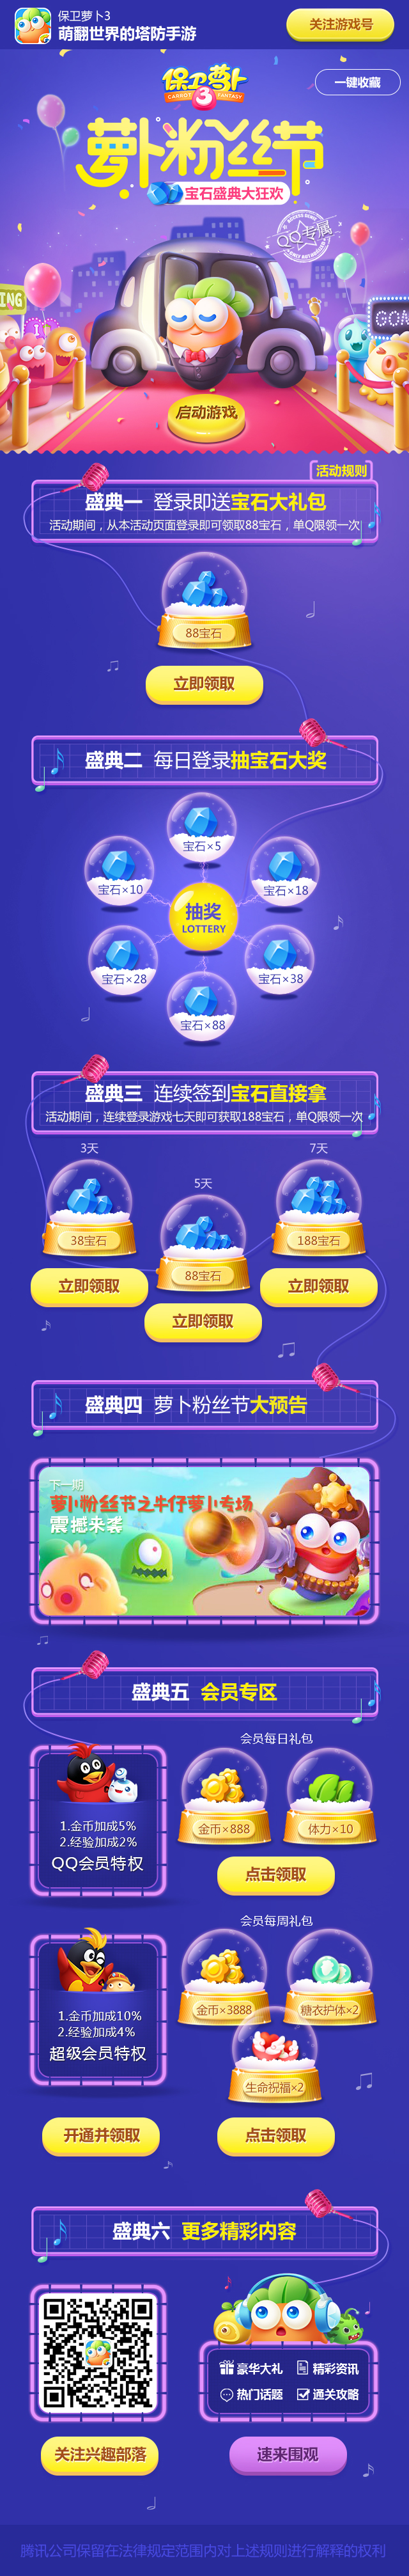 保卫萝卜3
萌翻世界的塔防手游
关注游戏号
一键收藏
保卫萝卜
CARROT FANTASY
3
萝卜粉丝节
宝石盛典大狂欢
QQ专属
启动游戏
活动规则
盛典一 登录即送宝石大礼包
活动期间，从本活动页面登录即可领取88宝石，单Q限领一次
88宝石
立即领取
盛典二 每日登录抽宝石大奖
宝石×5
宝石×10
宝石×18
抽奖
LOTTERY
宝石×28
宝石×38
宝石×88
盛典三 连续签到宝石直接拿
活动期间，连续登录游戏七天即可获取188宝石，单Q限领一次
3天
5天
7天
38宝石
88宝石
188宝石
立即领取
立即领取
立即领取
盛典四 萝卜粉丝节大预告
下一期
萝卜粉丝节之牛仔萝卜专场
震撼来袭
盛典五 会员专区
会员每日礼包
1.金币加成5%
2.经验加成2%
QQ会员特权
金币×888
体力×10
点击领取
会员每周礼包
1.金币加成10%
2.经验加成4%
超级会员特权
金币×3888
糖衣护体×2
生命祝福×2
开通并领取
点击领取
盛典六 更多精彩内容
豪华大礼
精彩资讯
热门话题
通关攻略
关注兴趣部落
速来围观
腾讯公司保留在法律规定范围内对上述规则进行解释的权利